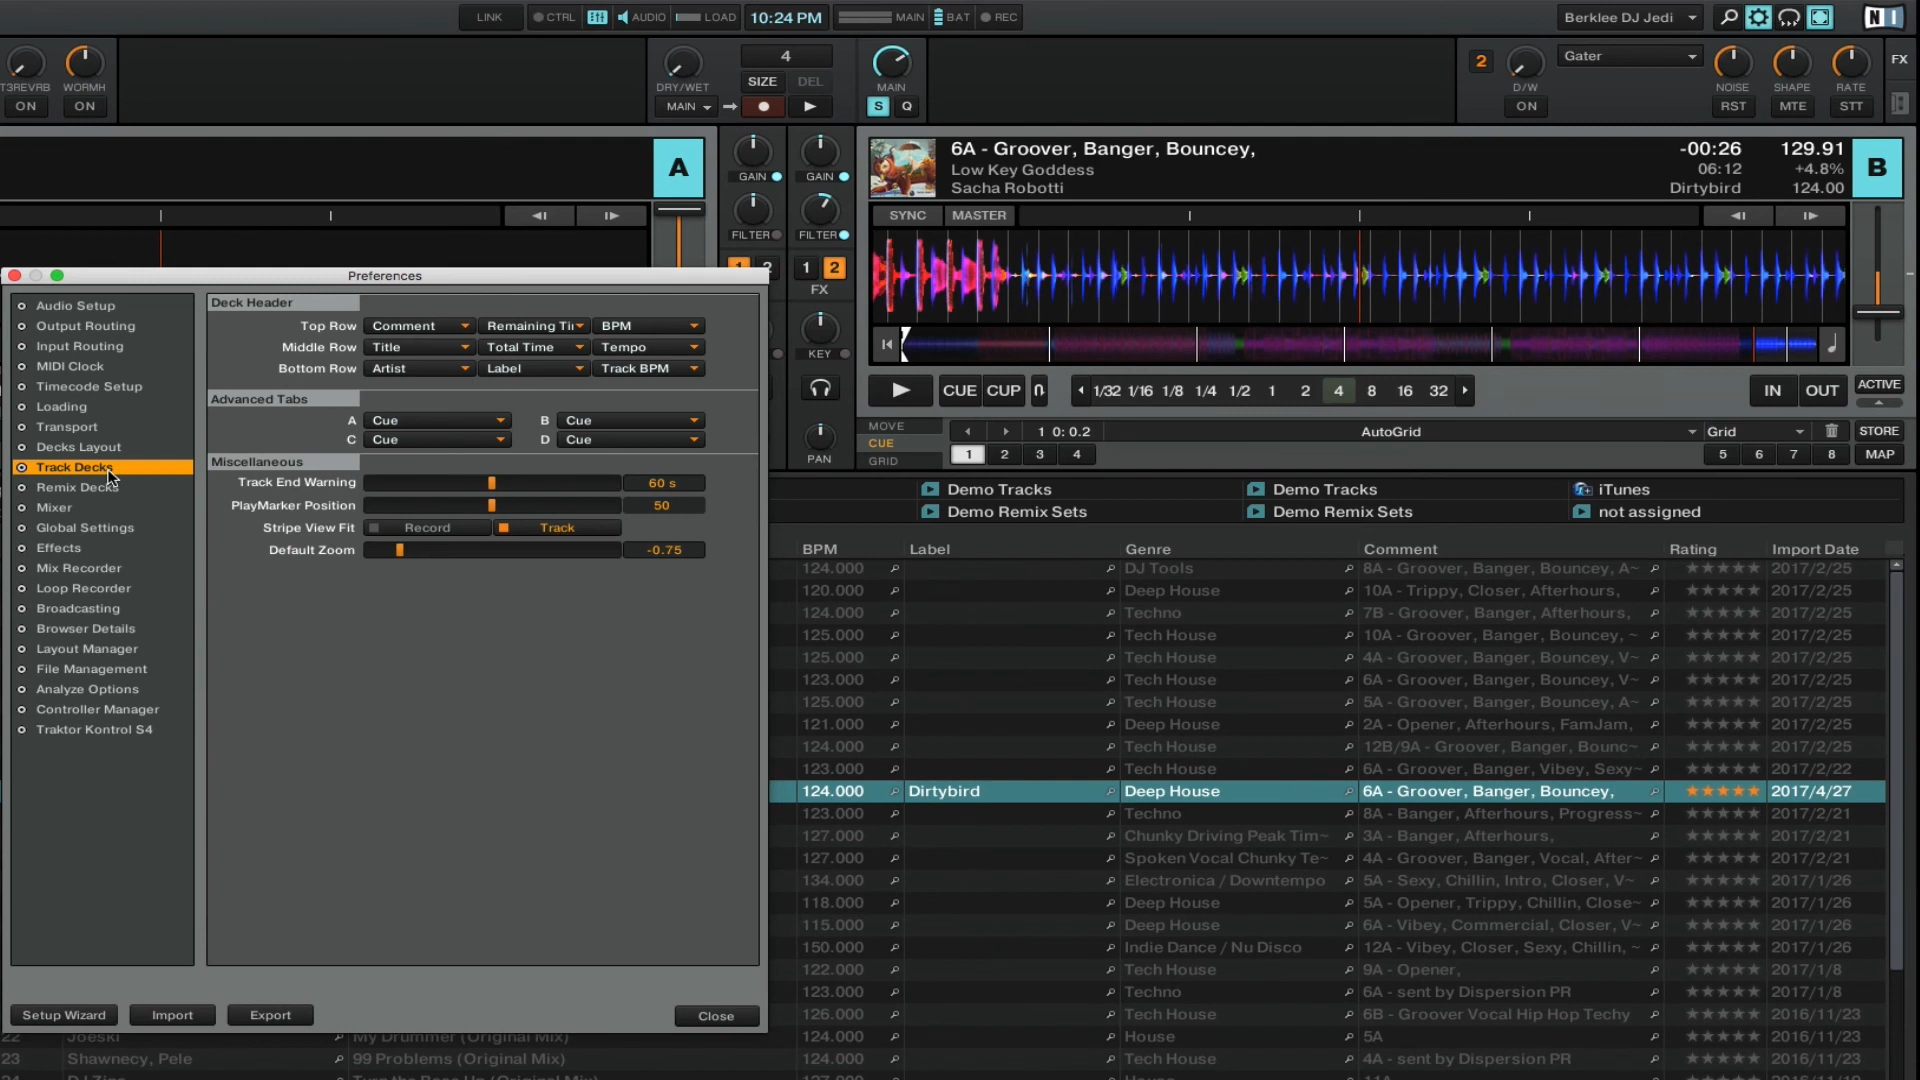 LINK CTRL AUDIO LOAD 10:24 PM MAIN BAT REC Berklee DJ Jedi
T3REVRB WORMH
ON ON
4
SIZE DEL
DRY/WET
MAIN
MAIN
S Q
2 Gater
D/W NOISE SHAPE RATE FX
ON RST MTE STT
A
GAIN GAIN
FILTER FILTER
1 2 1 2
FX
KEY
PAN
6A - Groover, Banger, Bouncey, -00:26 129.91
Low Key Goddess 06:12 +4.8%
Sacha Robotti Dirtybird 124.00
B
SYNC MASTER
CUE CUP 1/32 1/16 1/8 1/4 1/2 1 2 4 8 16 32 IN OUT ACTIVE
MOVE
CUE
GRID
1 0: 0.2 AutoGrid Grid STORE
1 2 3 4 5 6 7 8 MAP
Preferences
Audio Setup
Output Routing
Input Routing
MIDI Clock
Timecode Setup
Loading
Transport
Decks Layout
Track Decks
Remix Decks
Mixer
Global Settings
Effects
Mix Recorder
Loop Recorder
Broadcasting
Browser Details
Layout Manager
File Management
Analyze Options
Controller Manager
Traktor Kontrol S4
Deck Header
Top Row Comment Remaining Ti BPM
Middle Row Title Total Time Tempo
Bottom Row Artist Label Track BPM
Advanced Tabs
A Cue B Cue
C Cue D Cue
Miscellaneous
Track End Warning 60 s
PlayMarker Position 50
Stripe View Fit Record Track
Default Zoom -0.75
Setup Wizard Import Export Close
Demo Tracks Demo Tracks iTunes
Demo Remix Sets Demo Remix Sets not assigned
BPM Label Genre Comment Rating Import Date
124.000 DJ Tools 8A - Groover, Banger, Bouncey, A~ 2017/2/25
120.000 Deep House 10A - Trippy, Closer, Afterhours, 2017/2/25
124.000 Techno 7B - Groover, Banger, Afterhours, 2017/2/25
125.000 Tech House 10A - Groover, Banger, Bouncey, ~ 2017/2/25
125.000 Tech House 4A - Groover, Banger, Bouncey, V~ 2017/2/25
123.000 Tech House 6A - Groover, Banger, Bouncey, V~ 2017/2/25
125.000 Tech House 5A - Groover, Banger, Bouncey, A~ 2017/2/25
121.000 Deep House 2A - Opener, Afterhours, FamJam, 2017/2/25
124.000 Tech House 12B/9A - Groover, Banger, Bounc~ 2017/2/25
123.000 Tech House 6A - Groover, Banger, Vibey, Sexy~ 2017/2/22
124.000 Dirtybird Deep House 6A - Groover, Banger, Bouncey, 2017/4/27
123.000 Techno 8A - Banger, Afterhours, Progress~ 2017/2/21
127.000 Chunky Driving Peak Tim~ 3A - Banger, Afterhours, 2017/2/21
127.000 Spoken Vocal Chunky Te~ 4A - Groover, Banger, Vocal, After~ 2017/2/21
134.000 Electronica / Downtempo 5A - Sexy, Chillin, Intro, Closer, V~ 2017/1/26
118.000 Deep House 5A - Opener, Trippy, Chillin, Close~ 2017/1/26
115.000 Deep House 6A - Vibey, Commercial, Closer, V~ 2017/1/26
150.000 Indie Dance / Nu Disco 12A - Vibey, Closer, Sexy, Chillin, ~ 2017/1/26
122.000 Tech House 9A - Opener, 2017/1/8
123.000 Techno 6A - sent by Dispersion PR 2017/1/8
126.000 Tech House 6B - Groover Vocal Hip Hop Techy 2016/11/23
22 Joeski My Drummer (Original Mix) 124.000 House 5A 2016/11/23
23 Shawnecy, Pele 99 Problems (Original Mix) 124.000 Tech House 4A - sent by Dispersion PR 2016/11/23